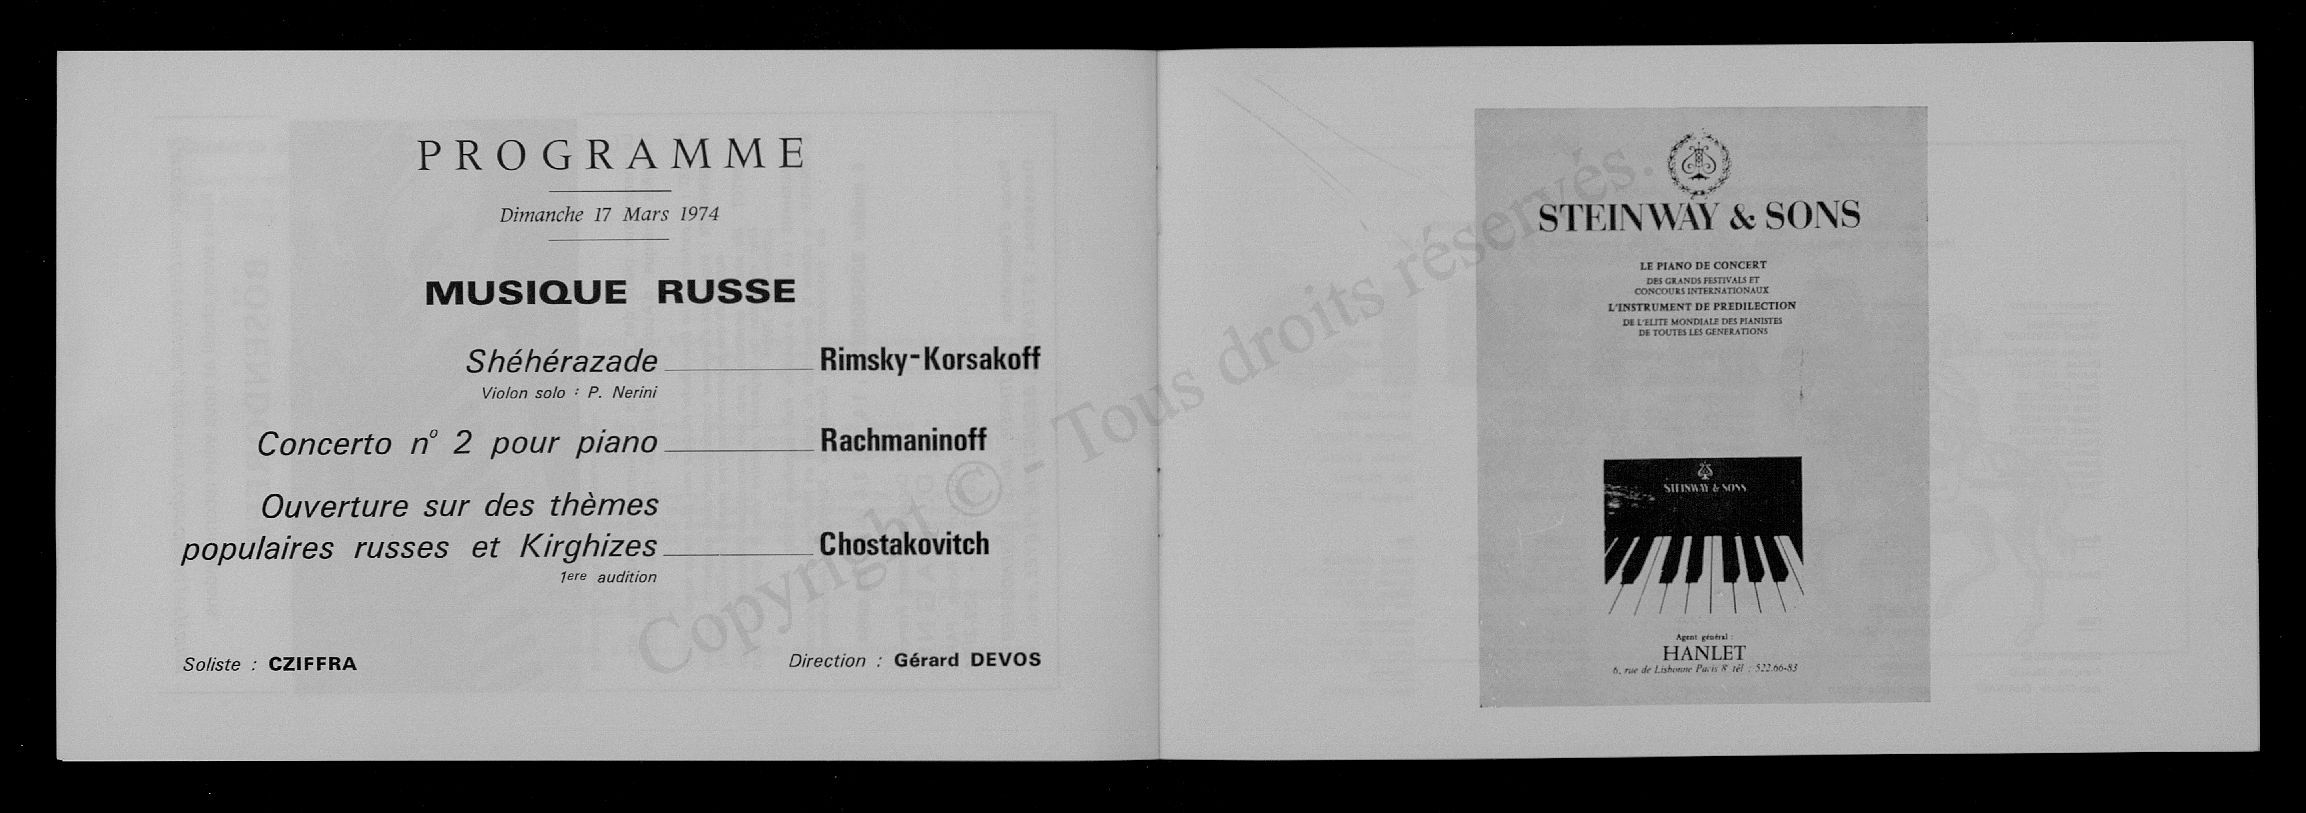 PROGRAMME
Dimanche 17 Mars 1974
MUSIQUE RUSSE
Shéhérazade Rimsky-Korsakoff
Violon solo : P. Nerini
Concerto nº 2 pour piano Rachmaninoff
Ouverture sur des thèmes
populaires russes et Kirghizes Chostakovitch
1ere audition
Soliste : CZIFFRA Direction : Gérard DEVOS
STEINWAY & SONS
LE PIANO DE CONCERT
DES GRANDS FESTIVALS ET
CONCOURS INTERNATIONAUX
L'INSTRUMENT DE PREDILECTION
DE L'ELITE MONDIALE DES PIANISTES
DE TOUTES LES GENERATIONS
STEINWAY & SONS
Agent général :
HANLET
6, rue de Lisbonne Paris 8 tél : 522.66-83
Copyright © - Tous droits réservés.